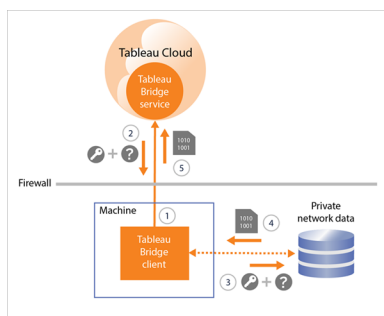 Tableau Cloud
Tableau
Bridge
service
2
1010
1001
+ ?
5
Firewall
Machine
1
1010
1001
4
Private
network data
Tableau
Bridge
client
3
+ ?